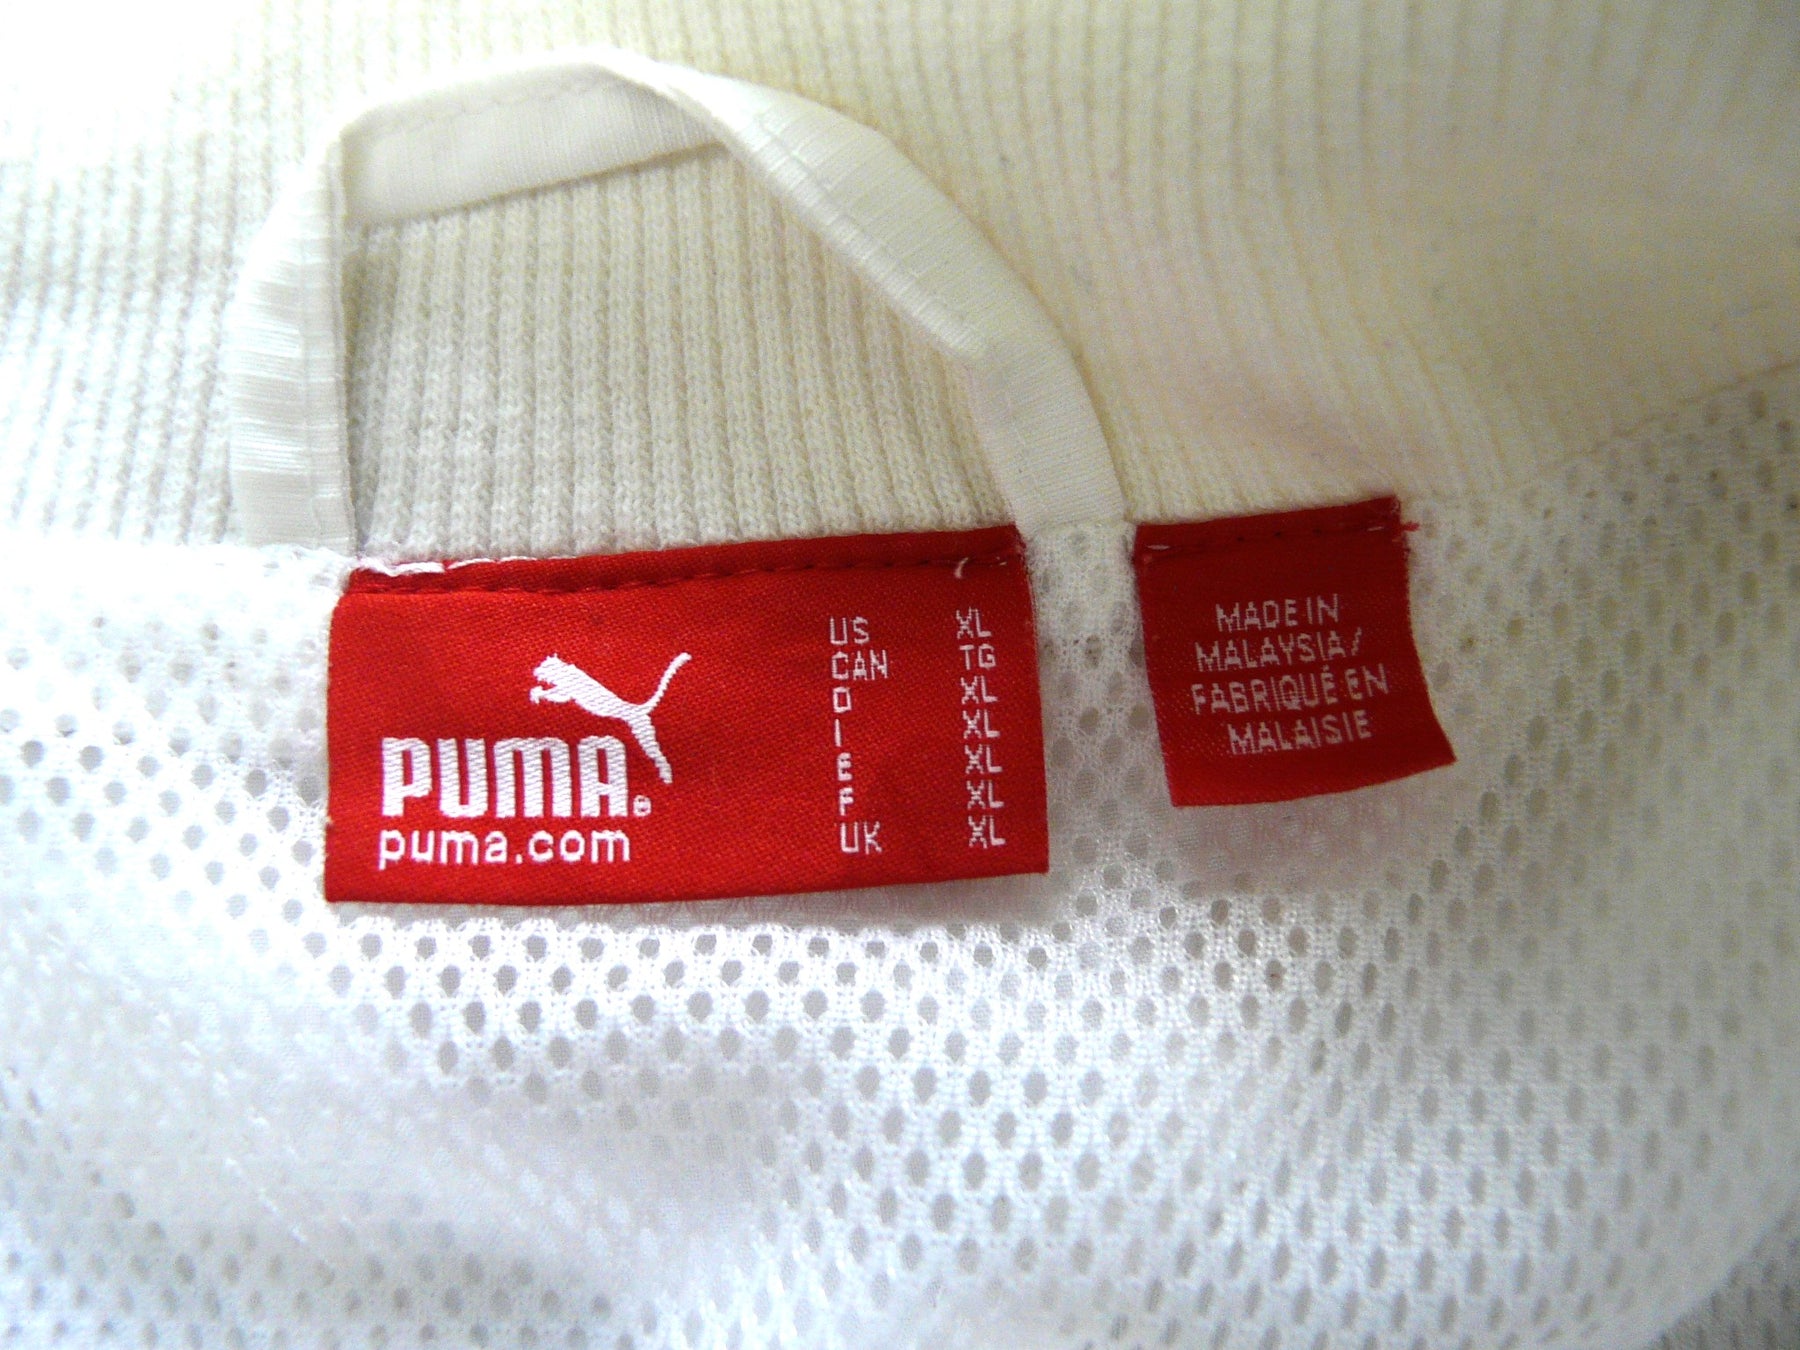 PUMA®
puma.com
US XL
CAN TG
D XL
I XL
E XL
F XL
UK XL
MADE IN
MALAYSIA/
FABRIQUÉ EN
MALAISIE